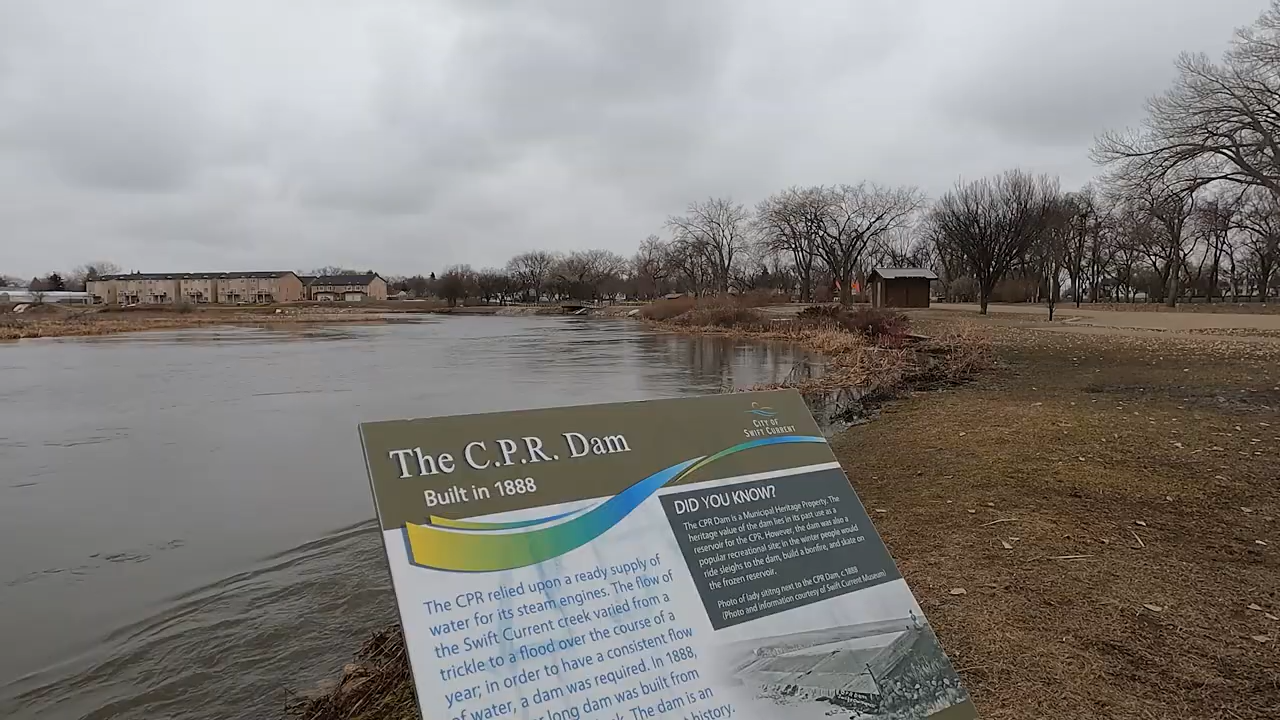 The C.P.R. Dam
Built in 1888
CITY OF
SWIFT CURRENT
DID YOU KNOW?
The CPR Dam is a Municipal Heritage Property. The
heritage value of the dam lies in its past use as a
reservoir for the CPR. However, the dam was also a
popular recreational site; in the winter people would
ride sleighs to the dam, build a bonfire, and skate on
the frozen reservoir.
Photo of lady sitting next to the CPR Dam, c.1888
(Photo and information courtesy of Swift Current Museum)
The CPR relied upon a ready supply of
water for its steam engines. The flow of
the Swift Current creek varied from a
trickle to a flood over the course of a
year; in order to have a consistent flow
of water, a dam was required. In 1888,
long dam was built from
The dam is an
history.